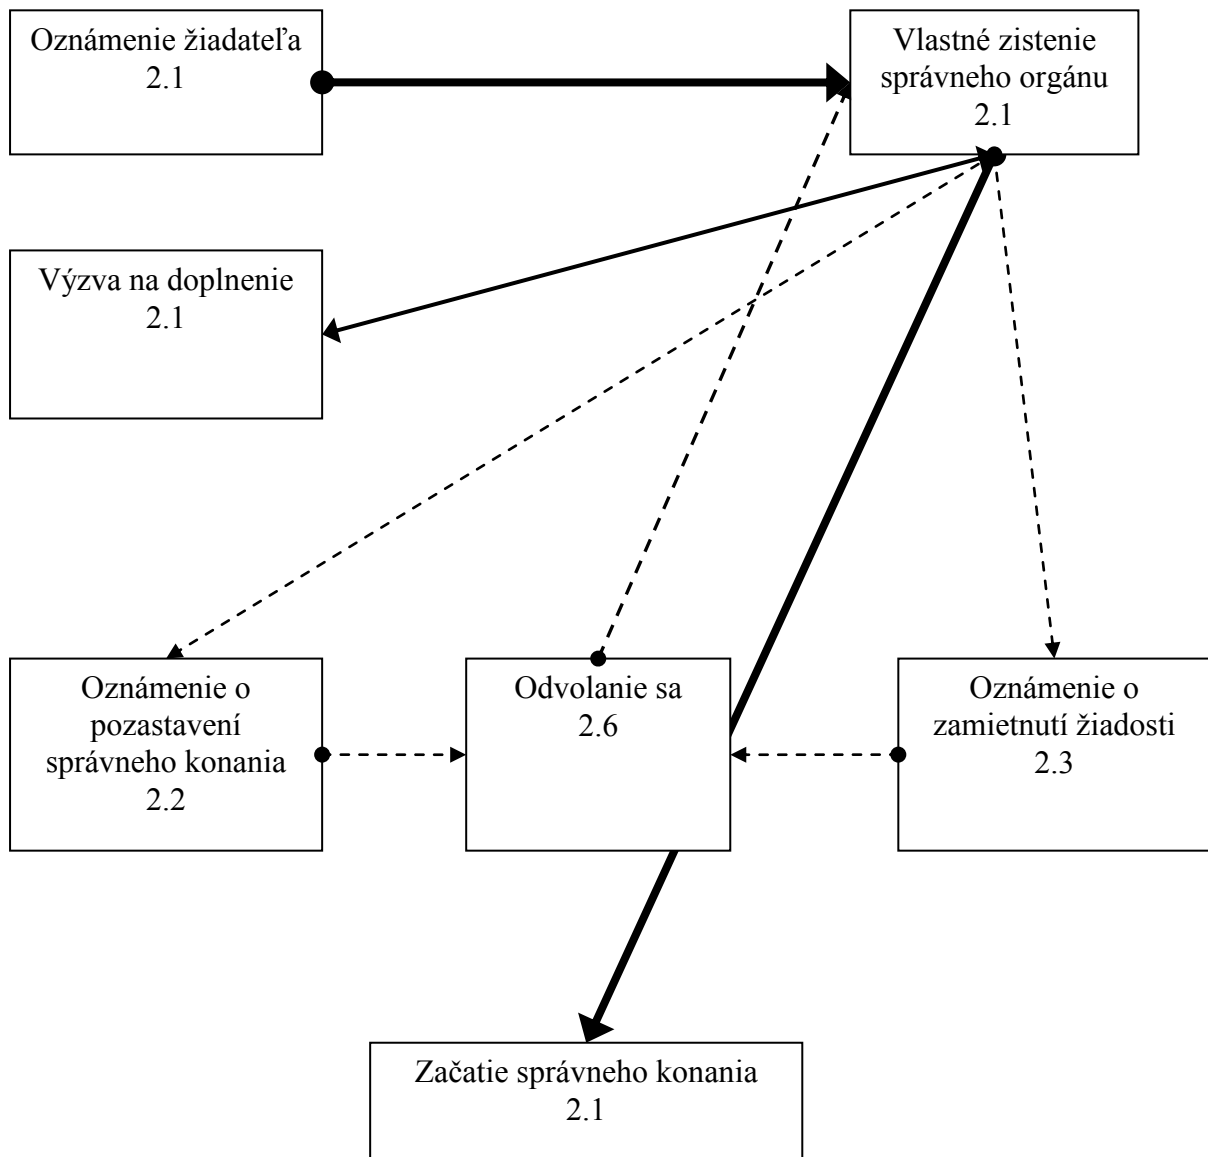 Oznámenie žiadateľa
2.1
Vlastné zistenie
správneho orgánu
2.1
Výzva na doplnenie
2.1
Oznámenie o
pozastavení
správneho konania
2.2
Odvolanie sa
2.6
Oznámenie o
zamietnutí žiadosti
2.3
Začatie správneho konania
2.1